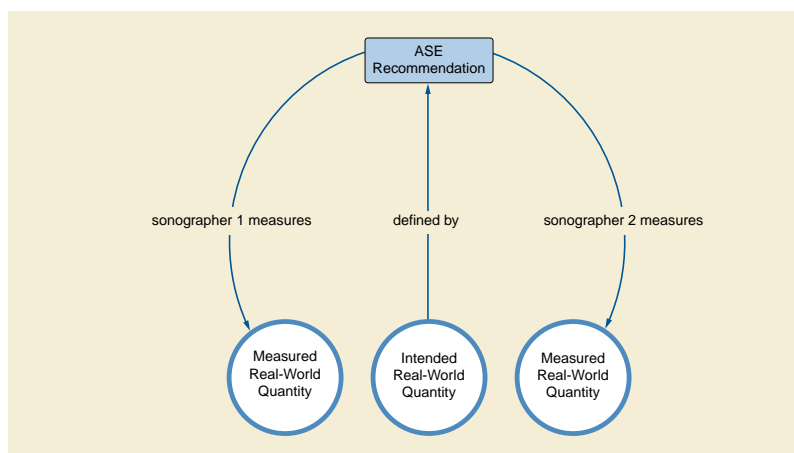 ASE
Recommendation
sonographer 1 measures
defined by
sonographer 2 measures
Measured
Real-World
Quantity
Intended
Real-World
Quantity
Measured
Real-World
Quantity